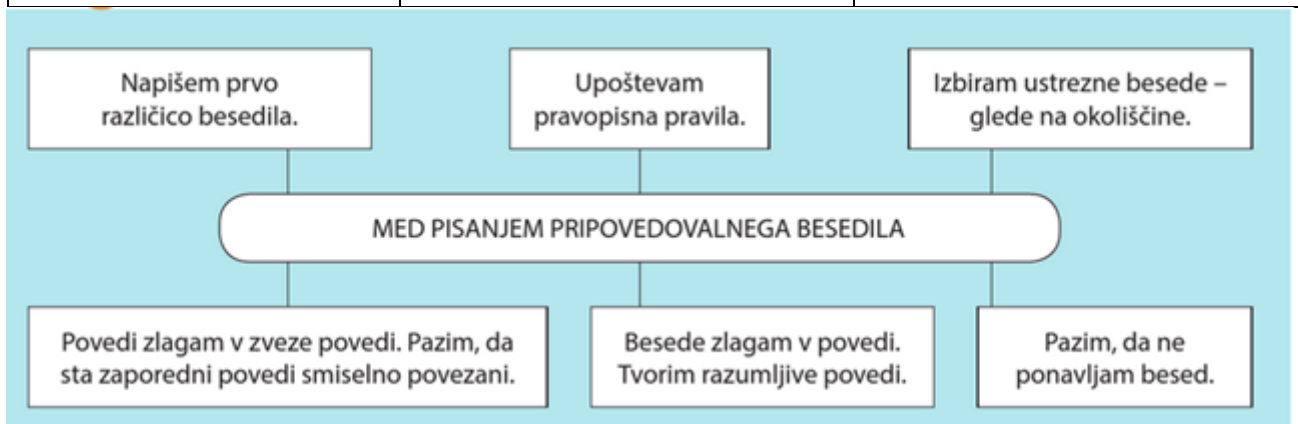 Napišem prvo
različico besedila.
Upoštevam
pravopisna pravila.
Izbiram ustrezne besede –
glede na okoliščine.
MED PISANJEM PRIPOVEDOVALNEGA BESEDILA
Povedi zlagam v zveze povedi. Pazim, da
sta zaporedni povedi smiselno povezani.
Besede zlagam v povedi.
Tvorim razumljive povedi.
Pazim, da ne
ponavljam besed.